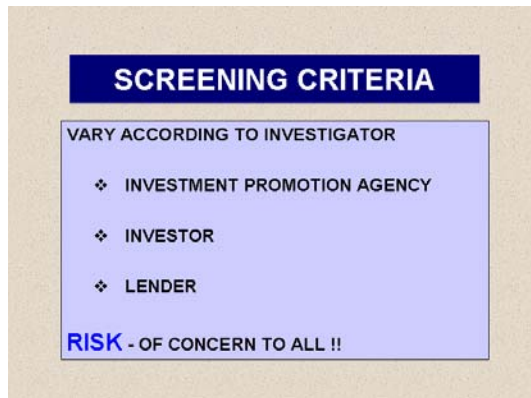 SCREENING CRITERIA
VARY ACCORDING TO INVESTIGATOR
❖ INVESTMENT PROMOTION AGENCY
❖ INVESTOR
❖ LENDER
RISK - OF CONCERN TO ALL !!